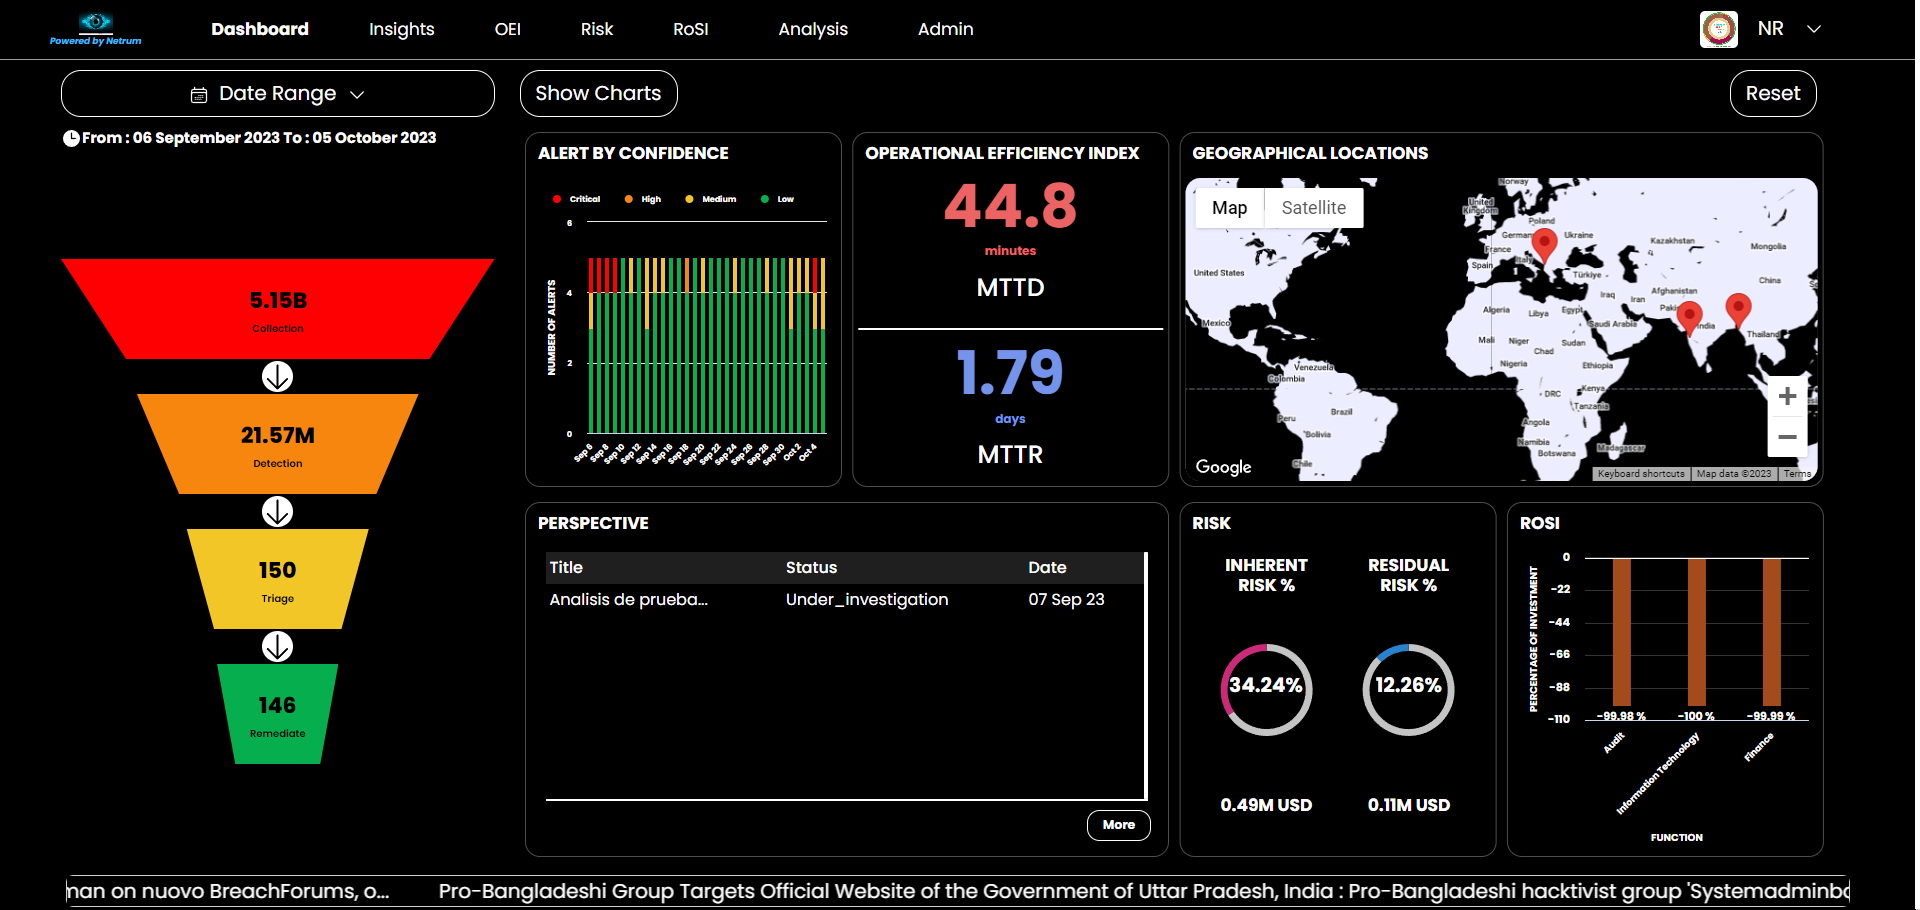 Powered by Netrum
Dashboard
Insights
OEI
Risk
RoSI
Analysis
Admin
NR
Date Range
Show Charts
Reset
From : 06 September 2023 To : 05 October 2023
5.15B
Collection
21.57M
Detection
150
Triage
146
Remediate
ALERT BY CONFIDENCE
Critical
High
Medium
Low
NUMBER OF ALERTS
6
4
2
0
Sep 6
Sep 8
Sep 10
Sep 12
Sep 14
Sep 16
Sep 18
Sep 20
Sep 22
Sep 24
Sep 26
Sep 28
Sep 30
Oct 2
Oct 4
OPERATIONAL EFFICIENCY INDEX
44.8
minutes
MTTD
1.79
days
MTTR
GEOGRAPHICAL LOCATIONS
Map
Satellite
Norway
United
Kingdom
Poland
Germany
Ukraine
France
Italy
Spain
Türkiye
Kazakhstan
Mongolia
China
Afghanistan
Iraq
Iran
Pakis
India
Thailand
United States
Mexico
Algeria
Libya
Egypt
Saudi Arabia
Mali
Niger
Chad
Sudan
Nigeria
Ethiopia
Venezuela
Colombia
DRC
Kenya
Tanzania
Peru
Brazil
Bolivia
Angola
Namibia
Botswana
Madagascar
Chile
Google
Keyboard shortcuts
Map data ©2023
Terms
PERSPECTIVE
Title
Status
Date
Analisis de prueba...
Under_investigation
07 Sep 23
More
RISK
INHERENT
RISK %
RESIDUAL
RISK %
34.24%
12.26%
0.49M USD
0.11M USD
ROSI
PERCENTAGE OF INVESTMENT
0
-22
-44
-66
-88
-110
-99.98 %
-100 %
-99.99 %
Audit
Information Technology
Finance
FUNCTION
man on nuovo BreachForums, o...
Pro-Bangladeshi Group Targets Official Website of the Government of Uttar Pradesh, India : Pro-Bangladeshi hacktivist group 'Systemadminbd